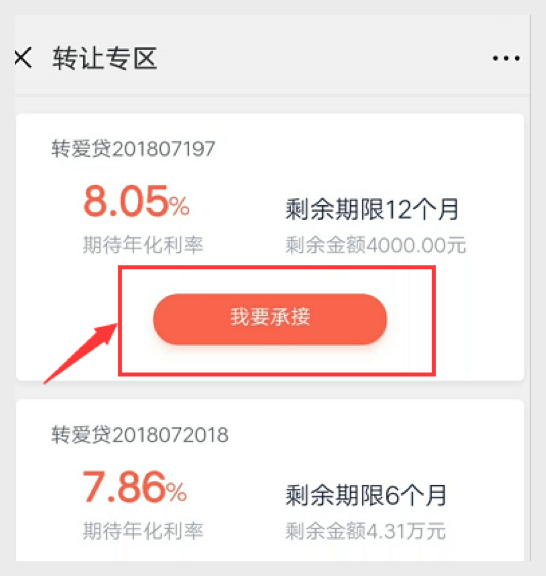 转让专区
转爱贷201807197
8.05%
剩余期限12个月
期待年化利率
剩余金额4000.00元
我要承接
转爱贷2018072018
7.86%
剩余期限6个月
期待年化利率
剩余金额4.31万元